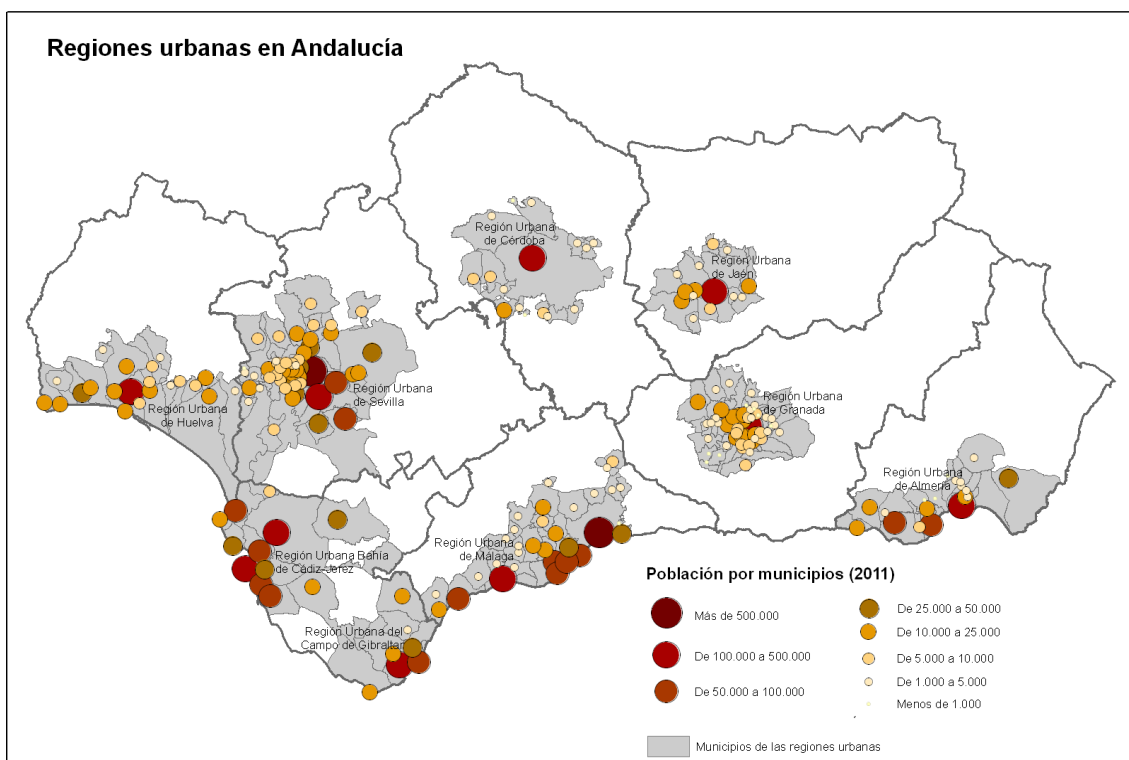 Regiones urbanas en Andalucía
Región Urbana
de Córdoba
Región Urbana
de Jaén
Región Urbana
de Sevilla
Región Urbana
de Huelva
Región Urbana
de Granada
Región Urbana
de Almería
Región Urbana
de Málaga
Región Urbana Bahía
de Cádiz-Jerez
Región Urbana del
Campo de Gibraltar
Población por municipios (2011)
Más de 500.000
De 100.000 a 500.000
De 50.000 a 100.000
De 25.000 a 50.000
De 10.000 a 25.000
De 5.000 a 10.000
De 1.000 a 5.000
Menos de 1.000
Municipios de las regiones urbanas